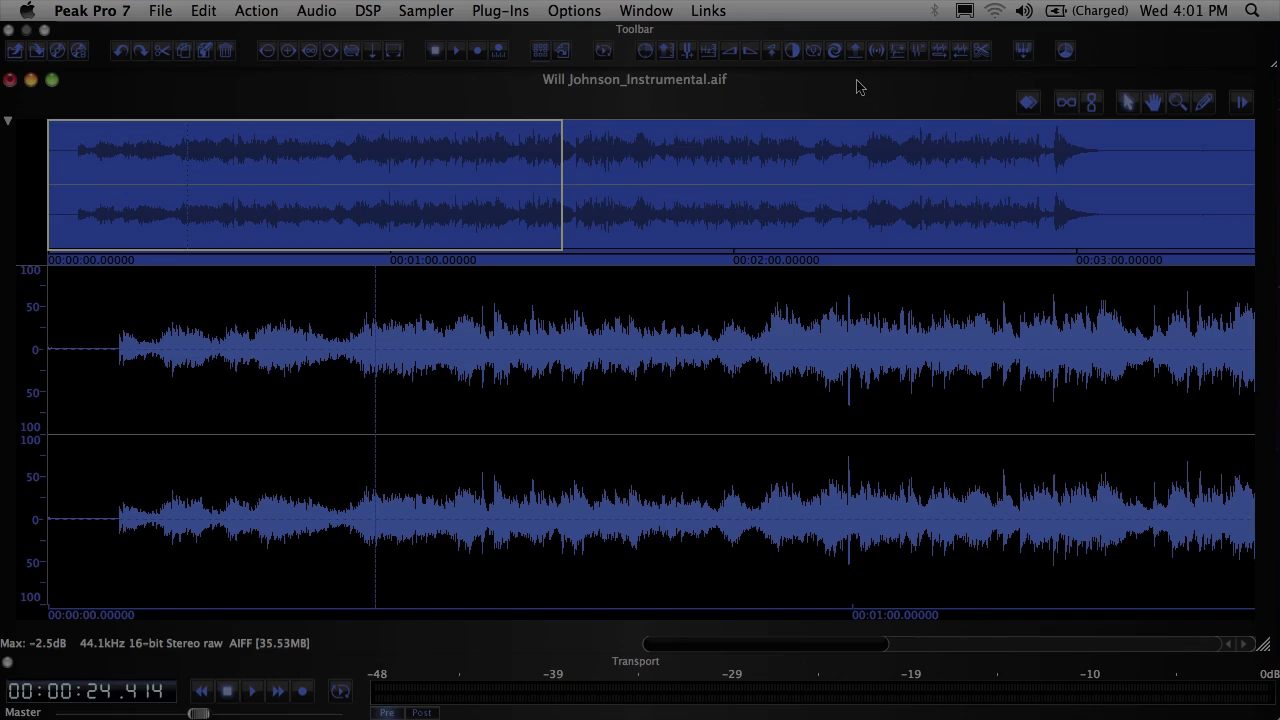 Peak Pro 7 File Edit Action Audio DSP Sampler Plug-Ins Options Window Links (Charged) Wed 4:01 PM
Toolbar
Will Johnson_Instrumental.aif
00:00:00.00000 00:01:00.00000 00:02:00.00000 00:03:00.00000
100
50
0
50
100
100
50
0
50
100
00:00:00.00000 00:01:00.00000
Max: -2.5dB 44.1kHz 16-bit Stereo raw AIFF [35.53MB]
Transport
-48 -39 -29 -19 -10 0dB
00:00:24.414
Master Pre Post